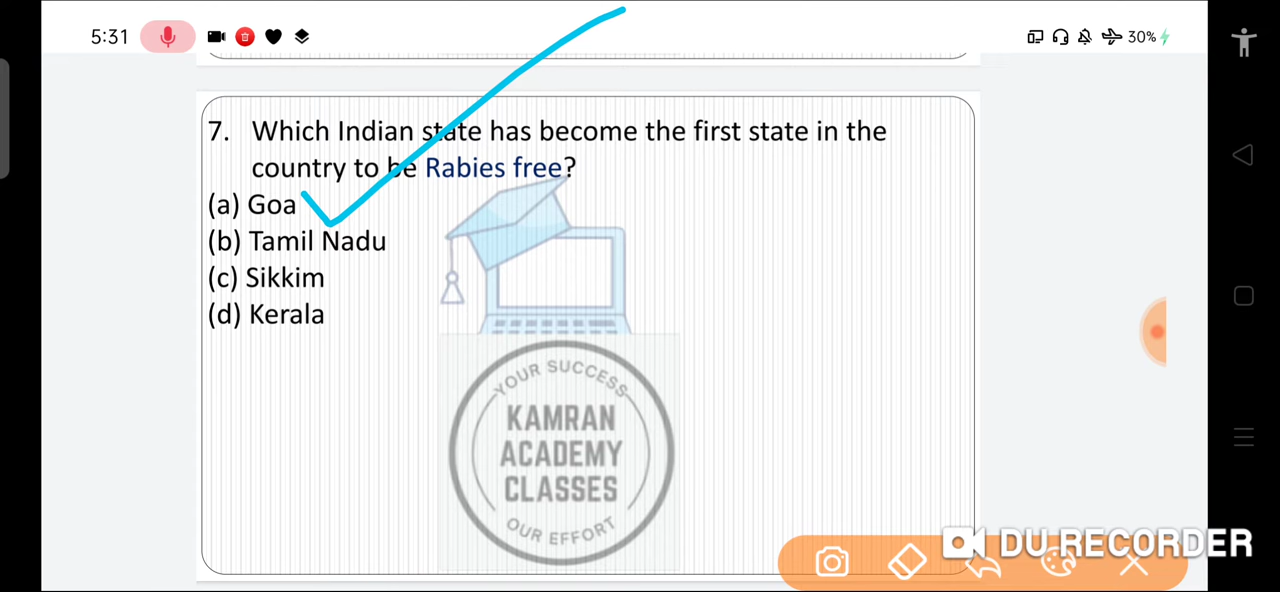 5:31
30%
7. Which Indian state has become the first state in the
country to be Rabies free?
(a) Goa
(b) Tamil Nadu
(c) Sikkim
(d) Kerala
YOUR SUCCESS
KAMRAN
ACADEMY
CLASSES
OUR EFFORT
DU RECORDER